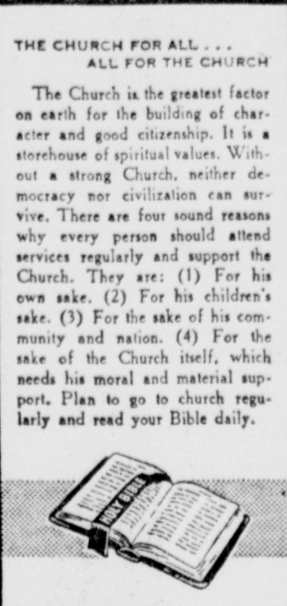 THE CHURCH FOR ALL . . .
ALL FOR THE CHURCH
The Church is the greatest factor
on earth for the building of char-
acter and good citizenship. It is a
storehouse of spiritual values. With-
out a strong Church, neither de-
mocracy nor civilization can sur-
vive. There are four sound reasons
why every person should attend
services regularly and support the
Church. They are: (1) For his
own sake. (2) For his children's
sake. (3) For the sake of his com-
munity and nation. (4) For the
sake of the Church itself, which
needs his moral and material sup-
port. Plan to go to church regu-
larly and read your Bible daily.
HOLY BIBLE